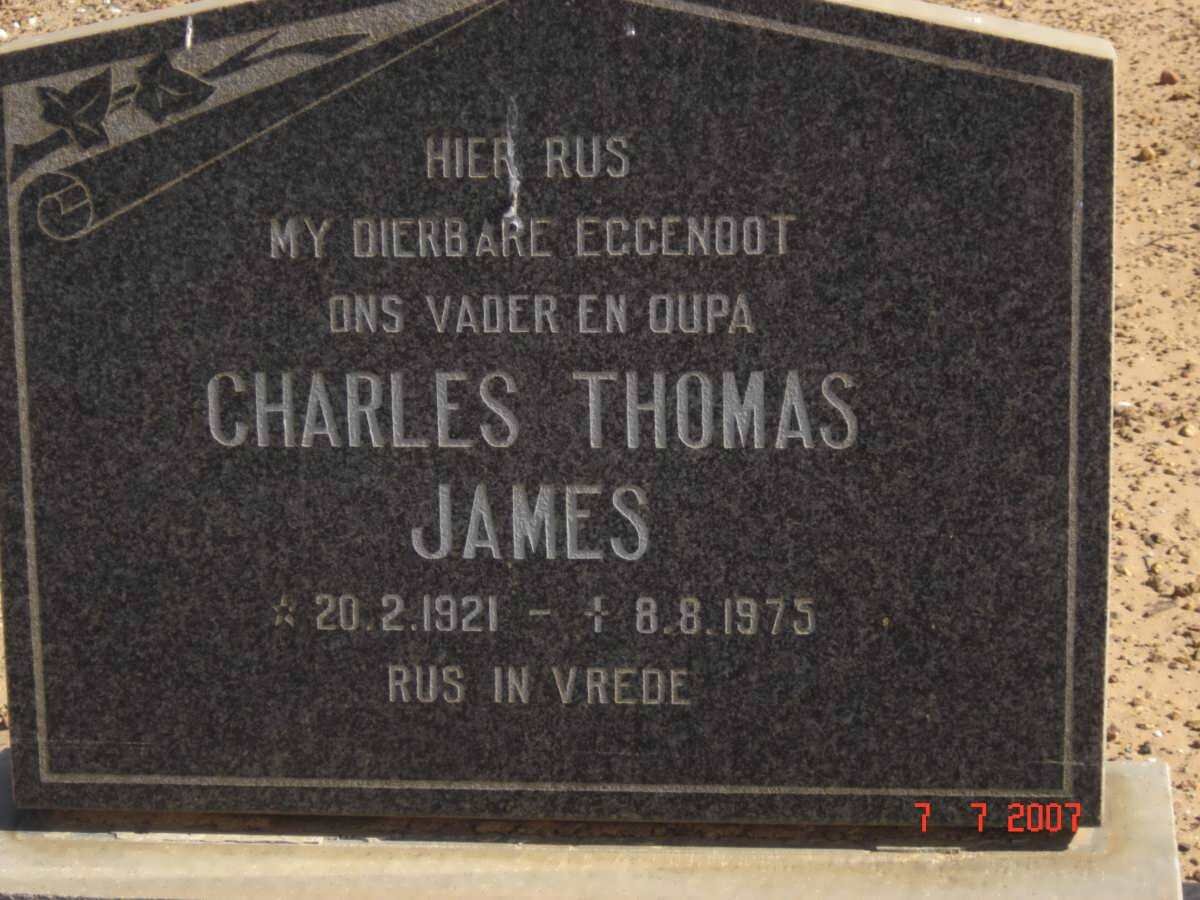 HIER RUS
MY DIERBARE EGGENOOT
ONS VADER EN OUPA
CHARLES THOMAS
JAMES
☆ 20.2.1921 - ✝ 8.8.1975
RUS IN VREDE
7 7 2007